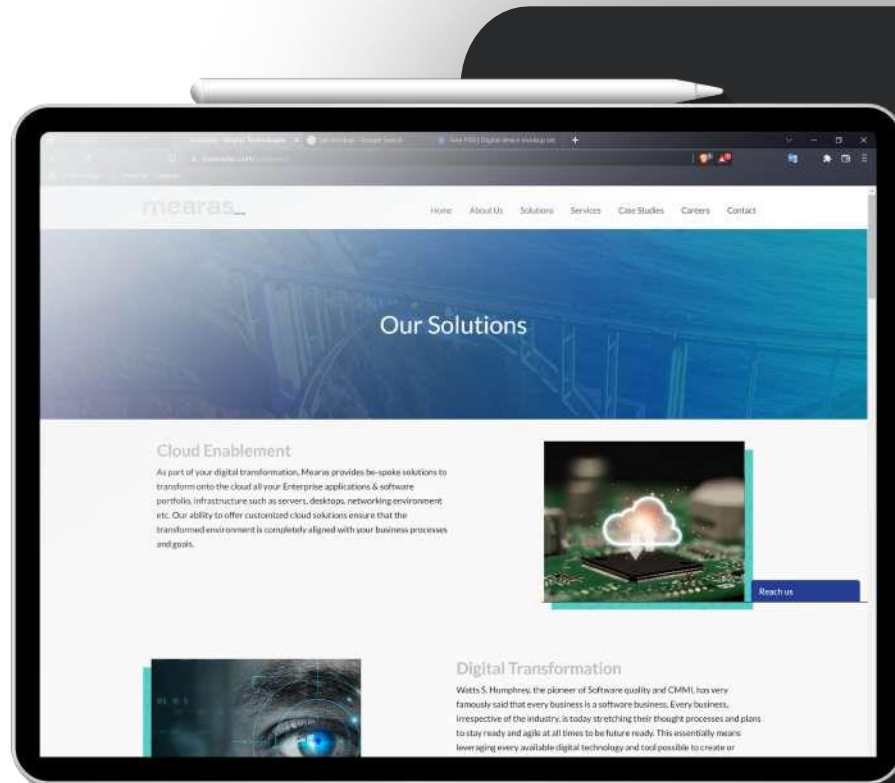 Google Search
mearas_
Home About Us Solutions Services Case Studies Careers Contact
Our Solutions
Cloud Enablement
As part of your digital transformation, Mearas provides be-spoke solutions to
transform onto the cloud all your Enterprise applications & software
portfolio, infrastructure such as servers, desktops, networking environment
etc. Our ability to offer customized cloud solutions ensure that the
transformed environment is completely aligned with your business processes
and goals.
Reach us
Digital Transformation
Watts S. Humphrey, the pioneer of Software quality and CMMI, has very
famously said that every business is a software business. Every business,
irrespective of the industry, is today stretching their thought processes and plans
to stay ready and agile at all times to be future ready. This essentially means
leveraging every available digital technology and tool possible to create or